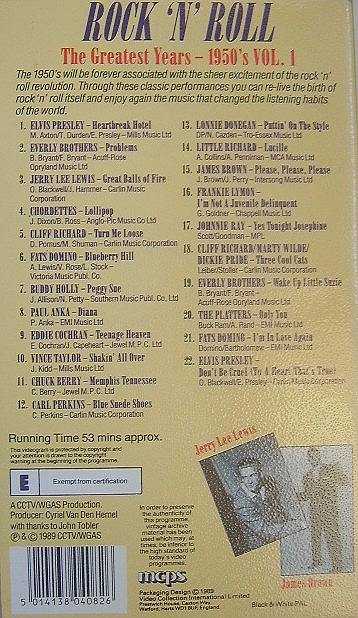 ROCK 'N' ROLL
The Greatest Years – 1950's VOL. 1
The 1950's will be forever associated with the sheer excitement of the rock 'n'
roll revolution. Through these classic performances you can re-live the birth of
rock 'n' roll itself and enjoy again the music that changed the listening habits
of the world.
1. ELVIS PRESLEY – Heartbreak Hotel
M. Axton/T. Durden/E. Presley – Mills Music Ltd
2. EVERLY BROTHERS – Problems
B. Bryant/F. Bryant – Acuff-Rose
Opryland Music Ltd
3. JERRY LEE LEWIS – Great Balls of Fire
O. Blackwell/J. Hammer – Carlin Music
Corporation
4. CHORDETTES – Lollipop
J. Dixon/B. Ross – Anglo-Pic Music Co Ltd
5. CLIFF RICHARD – Turn Me Loose
D. Pomus/M. Shuman – Carlin Music Corporation
6. FATS DOMINO – Blueberry Hill
A. Lewis/V. Rose/L. Stock –
Victoria Music Publ. Co.
7. BUDDY HOLLY – Peggy Sue
J. Allison/N. Petty – Southern Music Publ. Co, Ltd
8. PAUL ANKA – Diana
P. Anka – EMI Music Ltd
9. EDDIE COCHRAN – Teenage Heaven
E. Cochran/J. Capeheart – Jewel M.P.C. Ltd
10. VINCE TAYLOR – Shakin' All Over
J. Kidd – Mills Music Ltd
11. CHUCK BERRY – Memphis Tennessee
C. Berry – Jewel M.P.C. Ltd
12. CARL PERKINS – Blue Suede Shoes
C. Perkins – Carlin Music Corporation
13. LONNIE DONEGAN – Puttin' On The Style
DP/N. Cazden – Tro-Essex Music Ltd
14. LITTLE RICHARD – Lucille
A. Collins/A. Penniman – MCA Music Ltd
15. JAMES BROWN – Please, Please, Please
J. Brown/J. Perry – Intersong Music Ltd
16. FRANKIE LYMON –
I'm Not A Juvenile Delinquent
G. Goldner – Chappell Music Ltd
17. JOHNNIE RAY – Yes Tonight Josephine
Scott/Goodman – MPL
18. CLIFF RICHARD/MARTY WILDE/
DICKIE PRIDE – Three Cool Cats
Leiber/Stoller – Carlin Music Corporation
19. EVERLY BROTHERS – Wake Up Little Suzie
B. Bryant/F. Bryant –
Acuff-Rose Opryland Music Ltd
20. THE PLATTERS – Only You
Buck Ram/A. Rand – EMI Music Ltd
21. FATS DOMINO – I'm In Love Again
Domino/Bartholomew – EMI Music Ltd
22. ELVIS PRESLEY –
Don't Be Cruel (To A Heart That's True)
O. Blackwell/E. Presley – Carlin Music Corporation
Running Time 53 mins approx.
This videogram is protected by copyright and
your attention is drawn to the copyright
warning at the beginning of the programme.
E Exempt from certification
A CCTV/WGAS Production.
Producer: Cyriel Van Den Hemel
with thanks to John Tobler
℗ & © 1989 CCTV/WGAS
5 014138 040826
In order to preserve
the authenticity of
this programme,
vintage archive
material has been
used which may, at
times, be inferior to
the high standard of
today's video
programmes.
mcps
Packaging Design © 1989
Video Collection International Limited
Prestwich House, Caxton Way,
Watford, Herts WD1 8UF, England.
Jerry Lee Lewis
James Brown
Black & White PAL